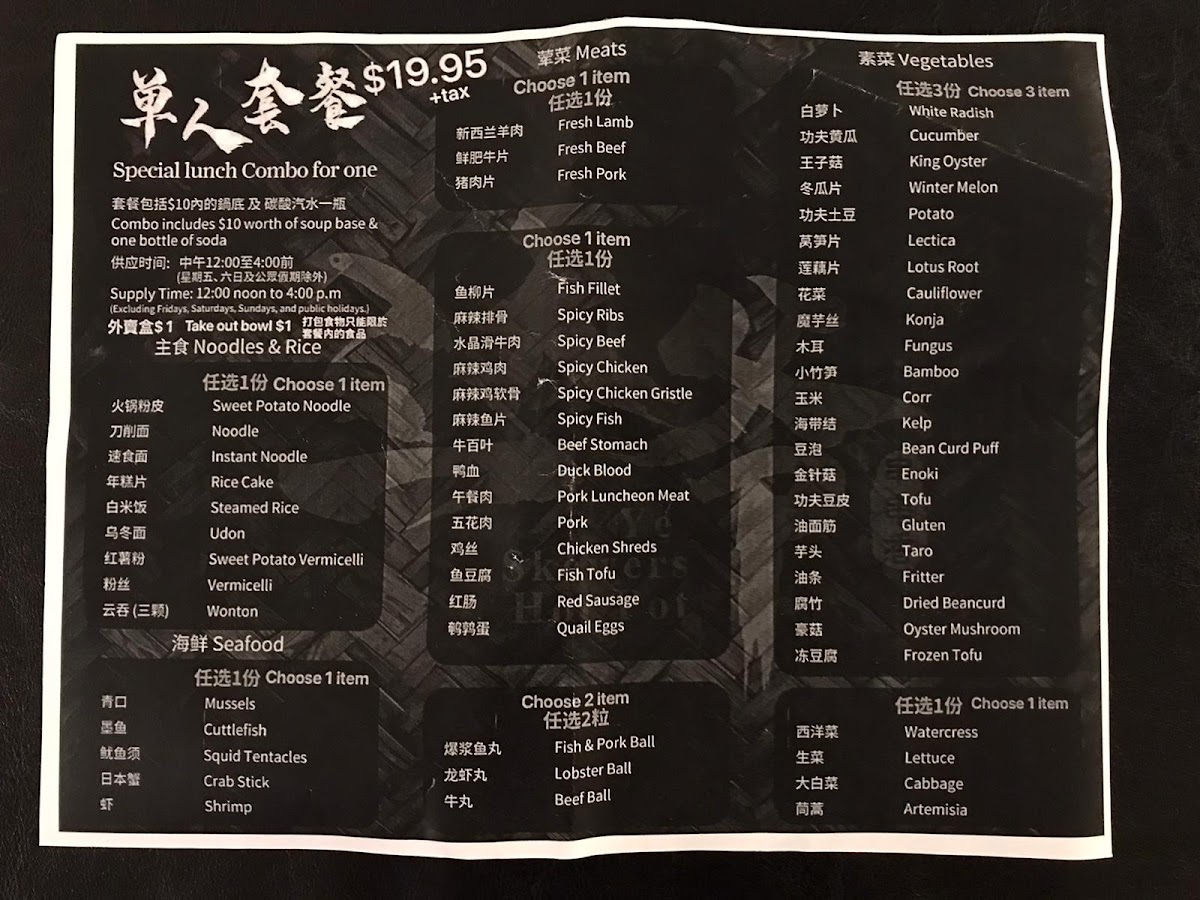 单人套餐 $19.95
+tax
Special lunch Combo for one
套餐包括$10內的鍋底 及 碳酸汽水一瓶
Combo includes $10 worth of soup base &
one bottle of soda
供应时间: 中午12:00至4:00前
(星期五、六日及公眾假期除外)
Supply Time: 12:00 noon to 4:00 p.m
(Excluding Fridays, Saturdays, Sundays, and public holidays.)
外賣盒$1 Take out bowl $1 打包食物只能限於
套餐内的食品
主食 Noodles & Rice
任选1份 Choose 1 item
火锅粉皮 Sweet Potato Noodle
刀削面 Noodle
速食面 Instant Noodle
年糕片 Rice Cake
白米饭 Steamed Rice
乌冬面 Udon
红薯粉 Sweet Potato Vermicelli
粉丝 Vermicelli
云吞 (三颗) Wonton
海鲜 Seafood
任选1份 Choose 1 item
青口 Mussels
墨鱼 Cuttlefish
鱿鱼须 Squid Tentacles
日本蟹 Crab Stick
虾 Shrimp
荤菜 Meats
Choose 1 item
任选1份
新西兰羊肉 Fresh Lamb
鲜肥牛片 Fresh Beef
猪肉片 Fresh Pork
Choose 1 item
任选1份
鱼柳片 Fish Fillet
麻辣排骨 Spicy Ribs
水晶滑牛肉 Spicy Beef
麻辣鸡肉 Spicy Chicken
麻辣鸡软骨 Spicy Chicken Gristle
麻辣鱼片 Spicy Fish
牛百叶 Beef Stomach
鸭血 Duck Blood
午餐肉 Pork Luncheon Meat
五花肉 Pork
鸡丝 Chicken Shreds
鱼豆腐 Fish Tofu
红肠 Red Sausage
鹌鹑蛋 Quail Eggs
Choose 2 item
任选2粒
爆浆鱼丸 Fish & Pork Ball
龙虾丸 Lobster Ball
牛丸 Beef Ball
素菜 Vegetables
任选3份 Choose 3 item
白萝卜 White Radish
功夫黄瓜 Cucumber
王子菇 King Oyster
冬瓜片 Winter Melon
功夫土豆 Potato
莴笋片 Lectica
莲藕片 Lotus Root
花菜 Cauliflower
魔芋丝 Konja
木耳 Fungus
小竹笋 Bamboo
玉米 Corr
海带结 Kelp
豆泡 Bean Curd Puff
金针菇 Enoki
功夫豆皮 Tofu
油面筋 Gluten
芋头 Taro
油条 Fritter
腐竹 Dried Beancurd
豪菇 Oyster Mushroom
冻豆腐 Frozen Tofu
任选1份 Choose 1 item
西洋菜 Watercress
生菜 Lettuce
大白菜 Cabbage
茼蒿 Artemisia